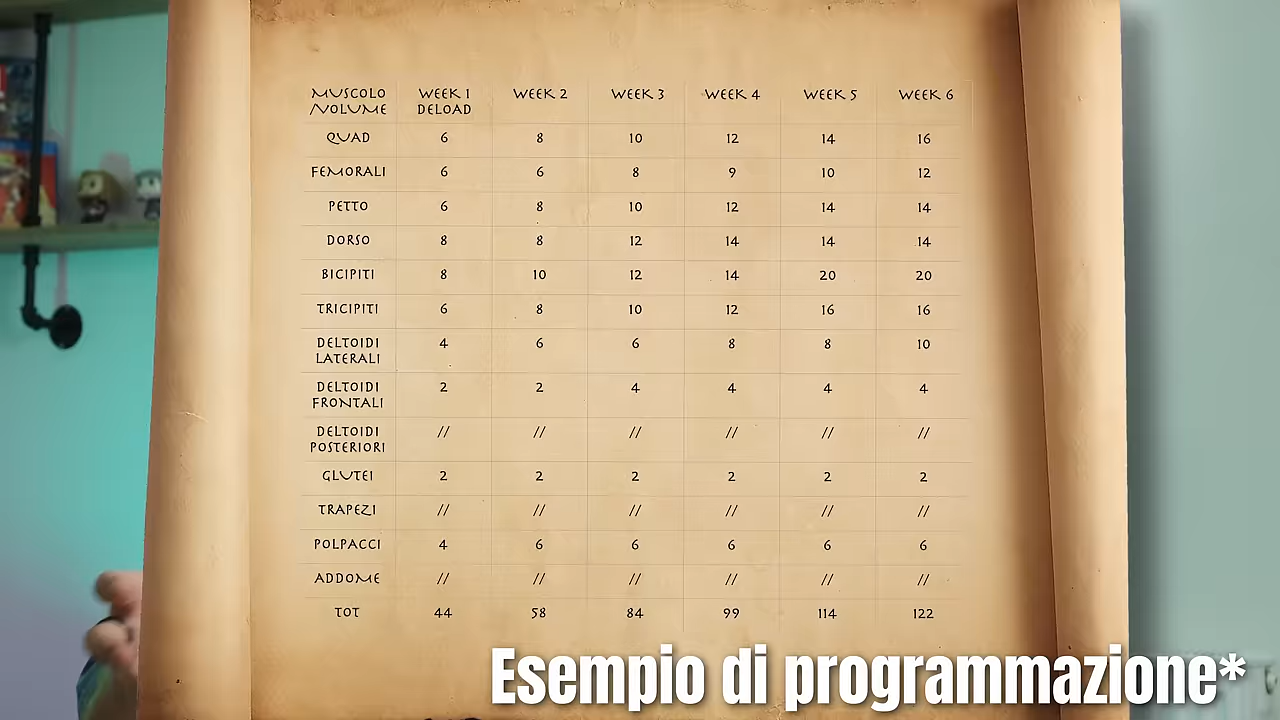 MUSCOLO /VOLUME WEEK 1 DELOAD WEEK 2 WEEK 3 WEEK 4 WEEK 5 WEEK 6
QUAD 6 8 10 12 14 16
FEMORALI 6 6 8 9 10 12
PETTO 6 8 10 12 14 14
DORSO 8 8 12 14 14 14
BICIPITI 8 10 12 14 20 20
TRICIPITI 6 8 10 12 16 16
DELTOIDI LATERALI 4 6 6 8 8 10
DELTOIDI FRONTALI 2 2 4 4 4 4
DELTOIDI POSTERIORI // // // // // //
GLUTEI 2 2 2 2 2 2
TRAPEZI // // // // // //
POLPACCI 4 6 6 6 6 6
ADDOME // // // // // //
TOT 44 58 84 99 114 122
Esempio di programmazione*